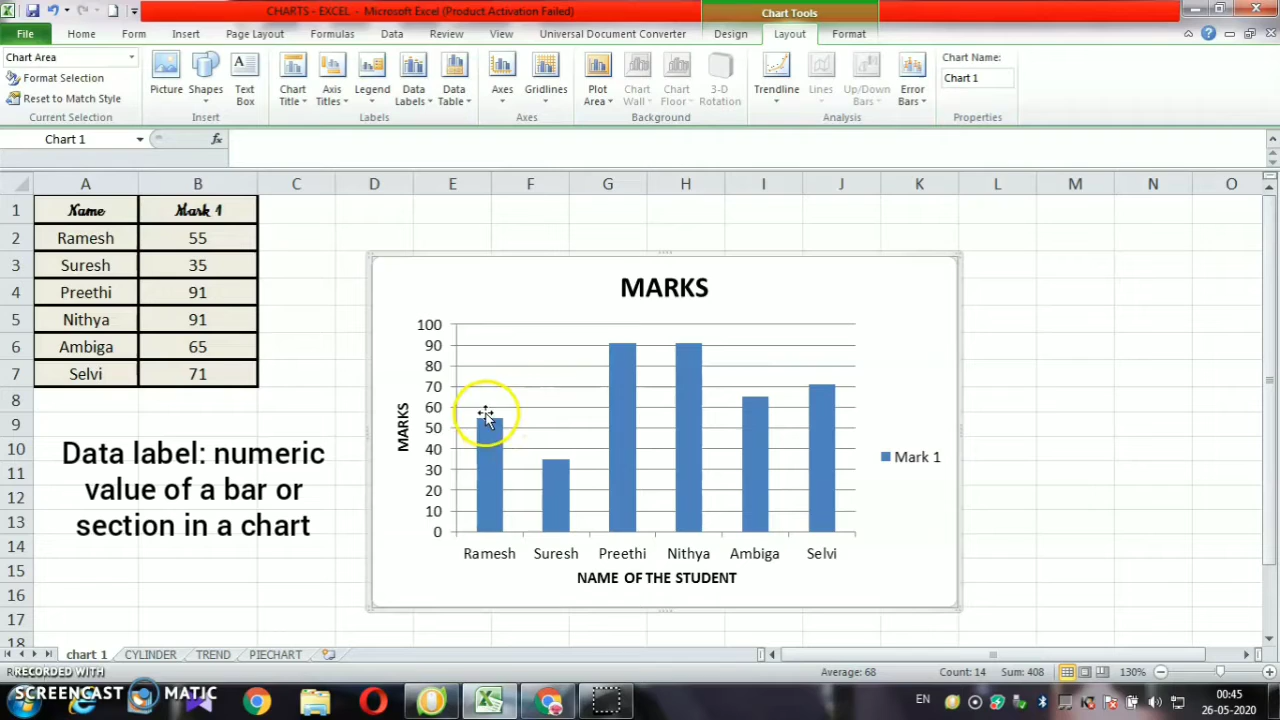 CHARTS - EXCEL - Microsoft Excel (Product Activation Failed)
Chart Tools
File Home Form Insert Page Layout Formulas Data Review View Universal Document Converter Design Layout Format
Chart Area
Format Selection
Reset to Match Style
Current Selection
Picture Shapes Text Box
Insert
Chart Title Axis Titles Legend Data Labels Data Table
Labels
Axes Gridlines
Axes
Plot Area Chart Wall Chart Floor 3-D Rotation
Background
Trendline Lines Up/Down Bars Error Bars
Analysis
Chart Name:
Chart 1
Properties
Chart 1 fx
A B C D E F G H I J K L M N O
1 Name Mark 1
2 Ramesh 55
3 Suresh 35
4 Preethi 91
5 Nithya 91
6 Ambiga 65
7 Selvi 71
8
9
10
11
12
13
14
15
16
17
18
Data label: numeric
value of a bar or
section in a chart
MARKS
100
90
80
70
60
50
40
30
20
10
0
MARKS
Ramesh Suresh Preethi Nithya Ambiga Selvi
NAME OF THE STUDENT
Mark 1
chart 1 CYLINDER TREND PIECHART
Average: 68 Count: 14 Sum: 408 130%
RECORDED WITH
SCREENCAST MATIC
EN
00:45
26-05-2020